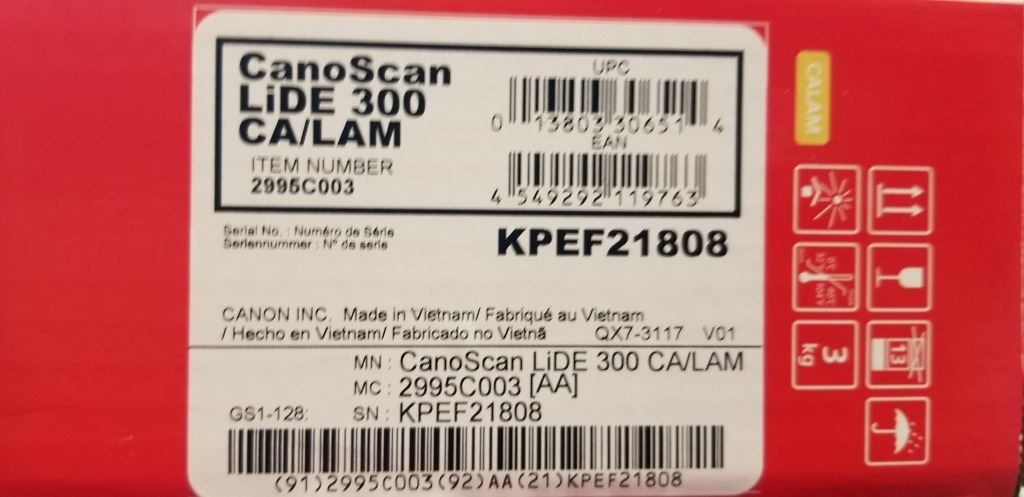 CanoScan
LiDE 300
CA/LAM
ITEM NUMBER
2995C003
UPC
0 13803 30651 4
EAN
4 549292 119763
Serial No. : Numéro de Série
Seriennummer : Nº de serie
KPEF21808
CANON INC. Made in Vietnam/ Fabriqué au Vietnam
/ Hecho en Vietnam/ Fabricado no Vietnã QX7-3117 V01
MN : CanoScan LiDE 300 CA/LAM
MC : 2995C003 [AA]
GS1-128: SN : KPEF21808
(91)2995C003(92)AA(21)KPEF21808
CALAM
3
kg
13